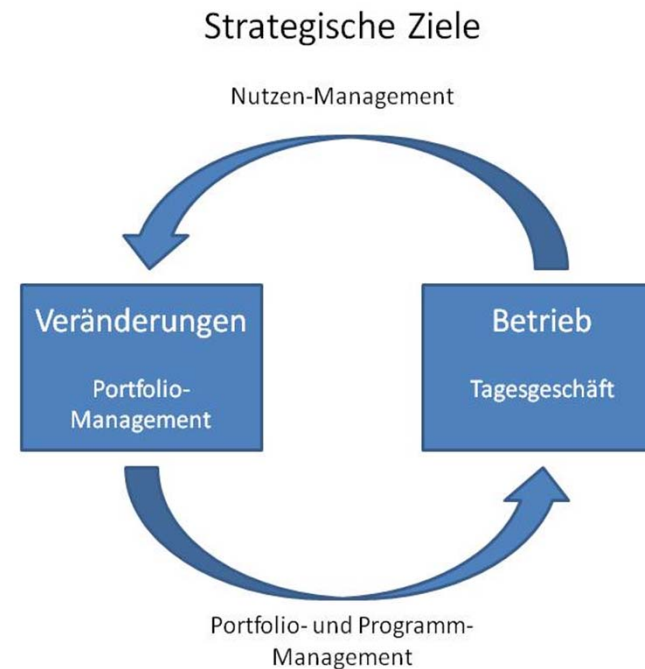 Strategische Ziele
Nutzen-Management
Veränderungen
Portfolio-
Management
Betrieb
Tagesgeschäft
Portfolio- und Programm-
Management